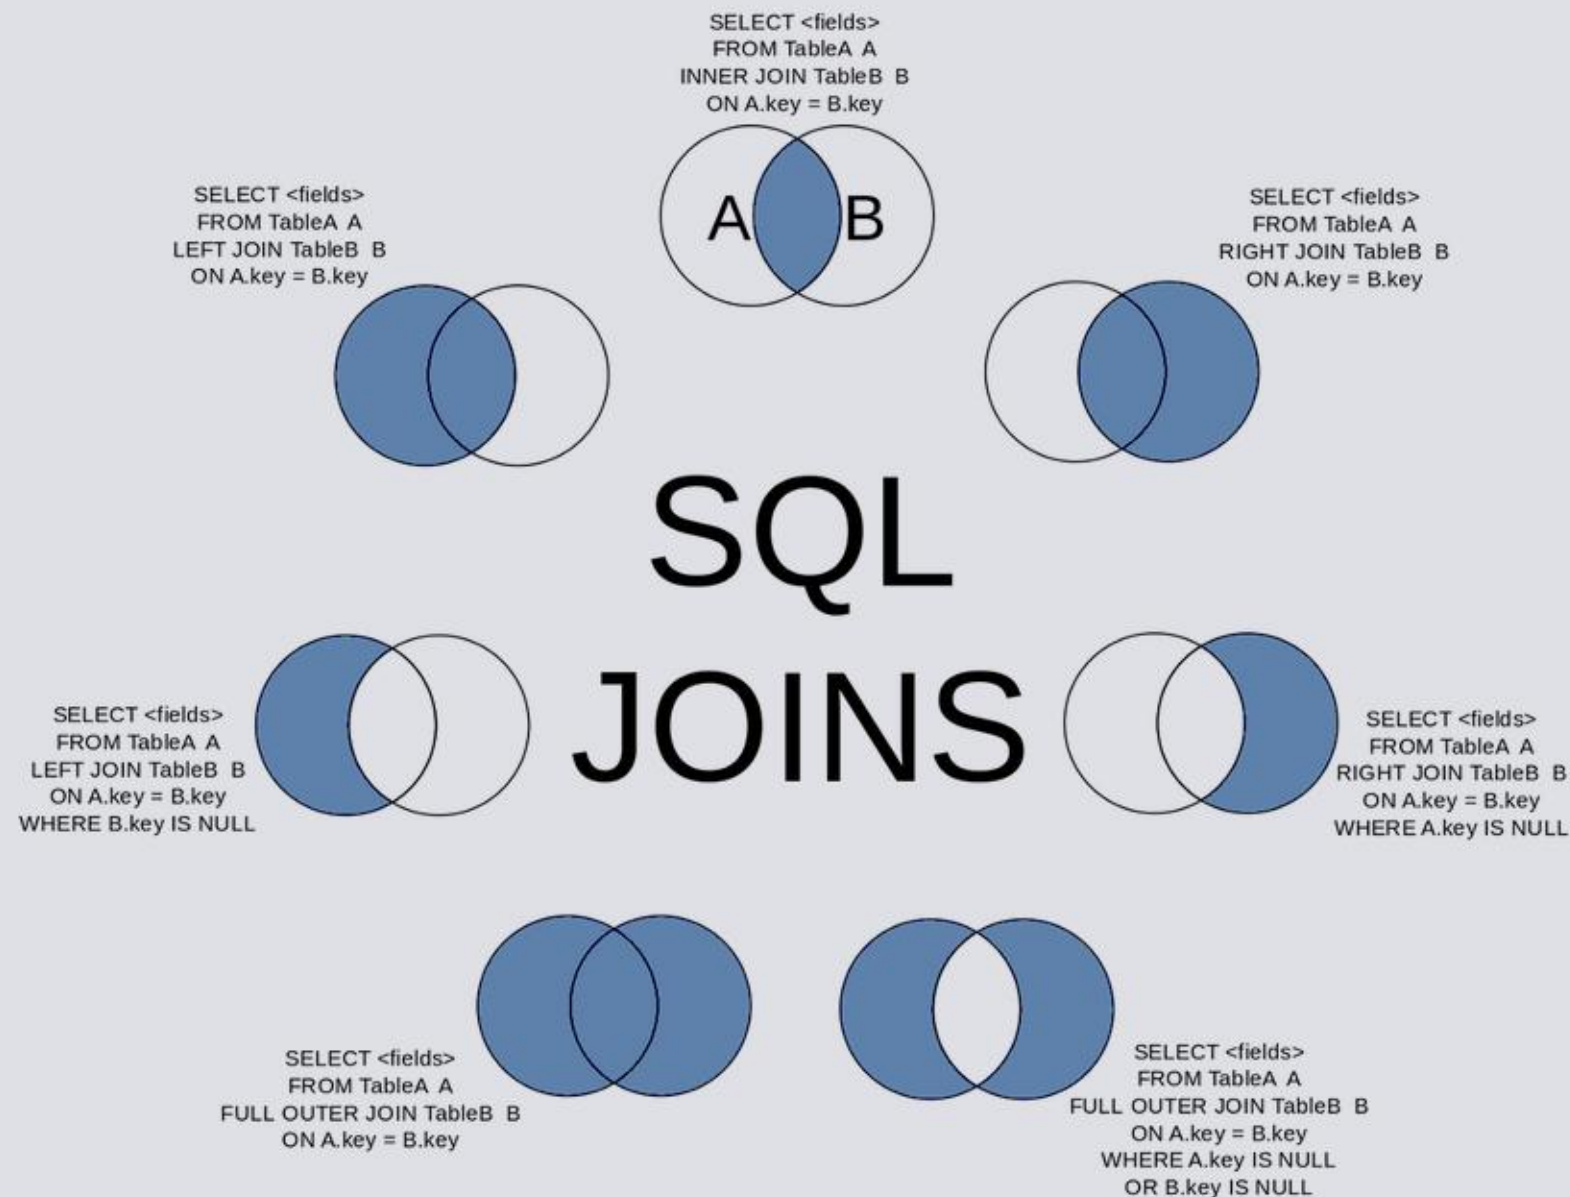 SELECT <fields>
FROM TableA A
INNER JOIN TableB B
ON A.key = B.key
A B
SELECT <fields>
FROM TableA A
LEFT JOIN TableB B
ON A.key = B.key
SELECT <fields>
FROM TableA A
RIGHT JOIN TableB B
ON A.key = B.key
SQL
JOINS
SELECT <fields>
FROM TableA A
LEFT JOIN TableB B
ON A.key = B.key
WHERE B.key IS NULL
SELECT <fields>
FROM TableA A
RIGHT JOIN TableB B
ON A.key = B.key
WHERE A.key IS NULL
SELECT <fields>
FROM TableA A
FULL OUTER JOIN TableB B
ON A.key = B.key
SELECT <fields>
FROM TableA A
FULL OUTER JOIN TableB B
ON A.key = B.key
WHERE A.key IS NULL
OR B.key IS NULL